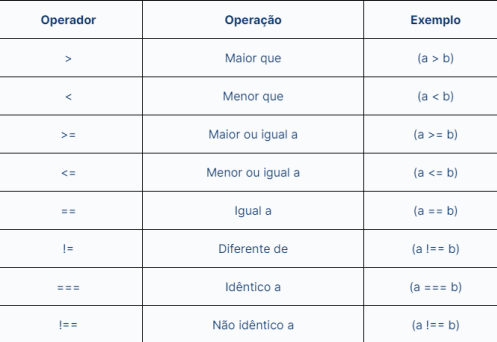 Operador Operação Exemplo
> Maior que (a > b)
< Menor que (a < b)
>= Maior ou igual a (a >= b)
<= Menor ou igual a (a <= b)
== Igual a (a == b)
!= Diferente de (a !== b)
=== Idêntico a (a === b)
!== Não idêntico a (a !== b)